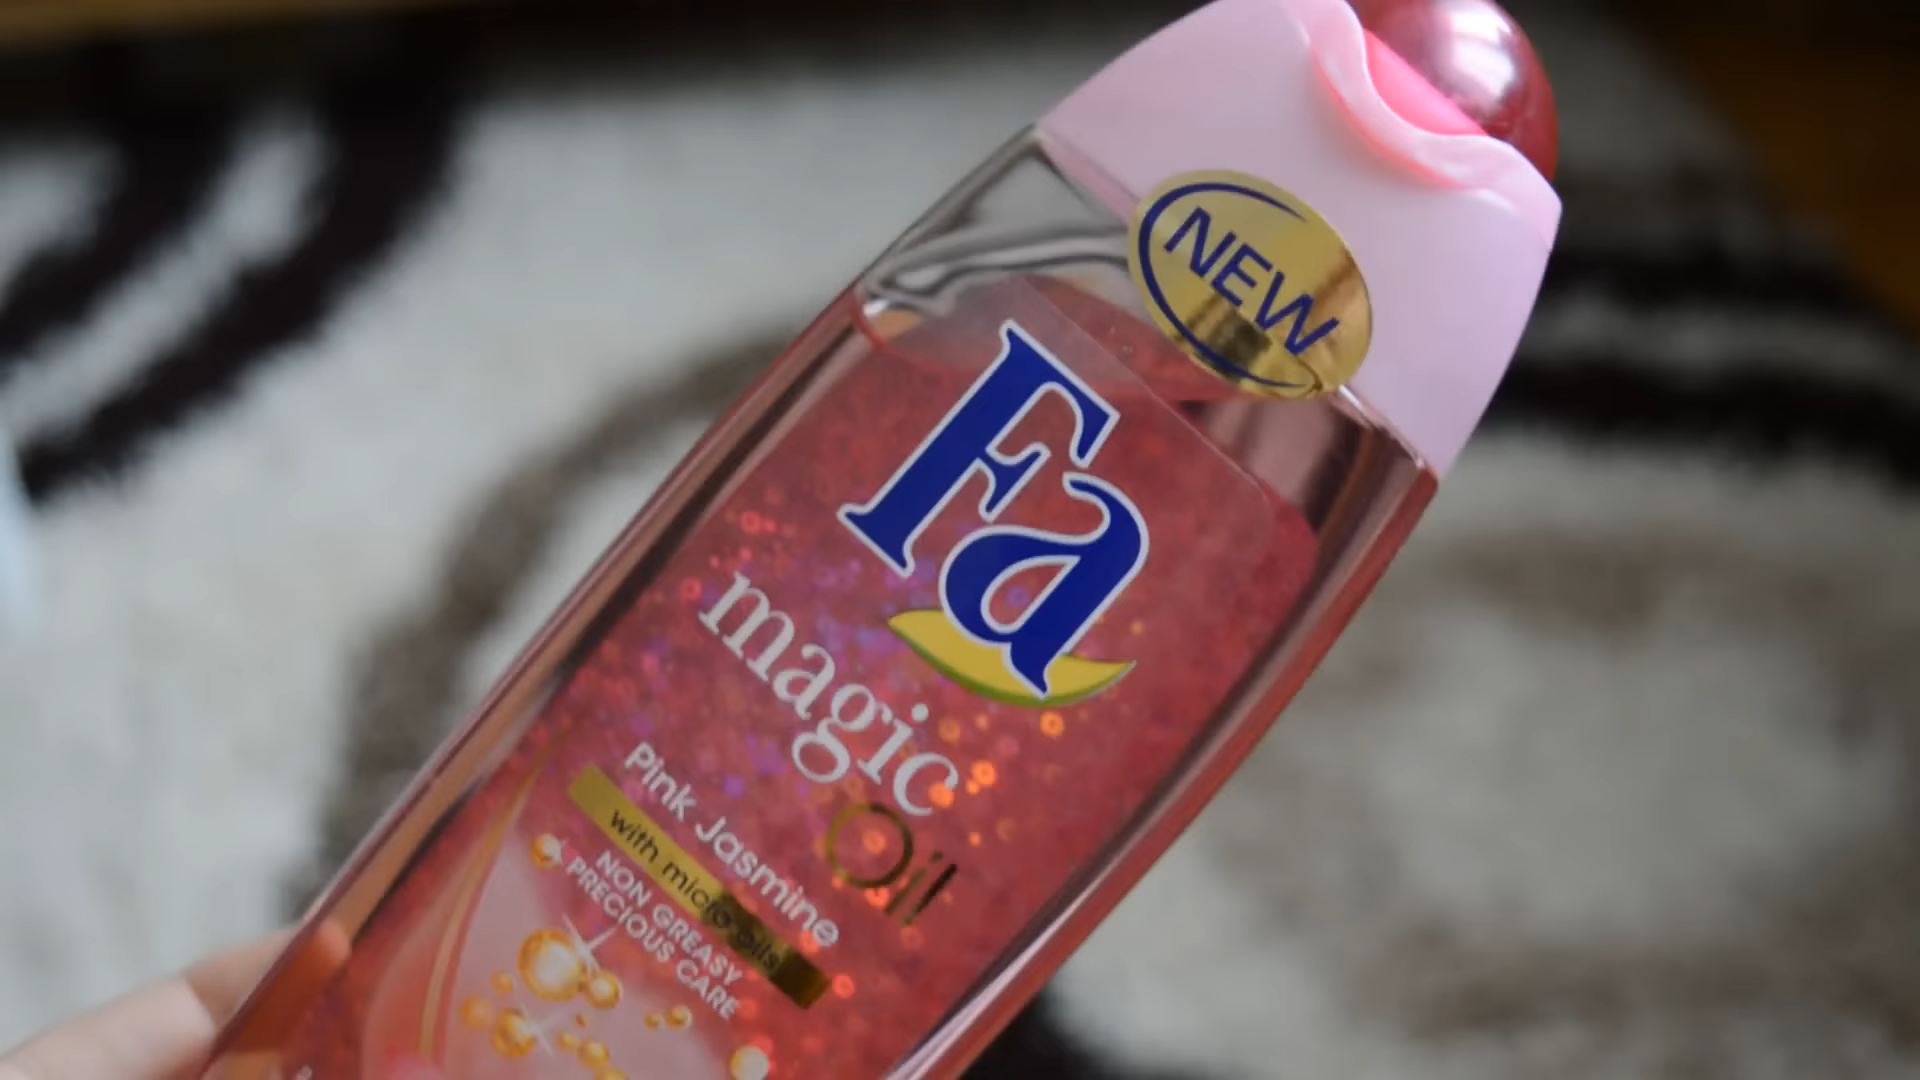 NEW
Fa
magic
Oil
Pink Jasmine
with micro-oils
NON GREASY
PRECIOUS CARE